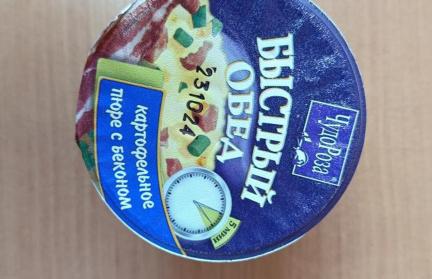 ЧудоРоза
БЫСТРЫЙ
ОБЕД
231024
5 мин
картофельное
пюре с беконом